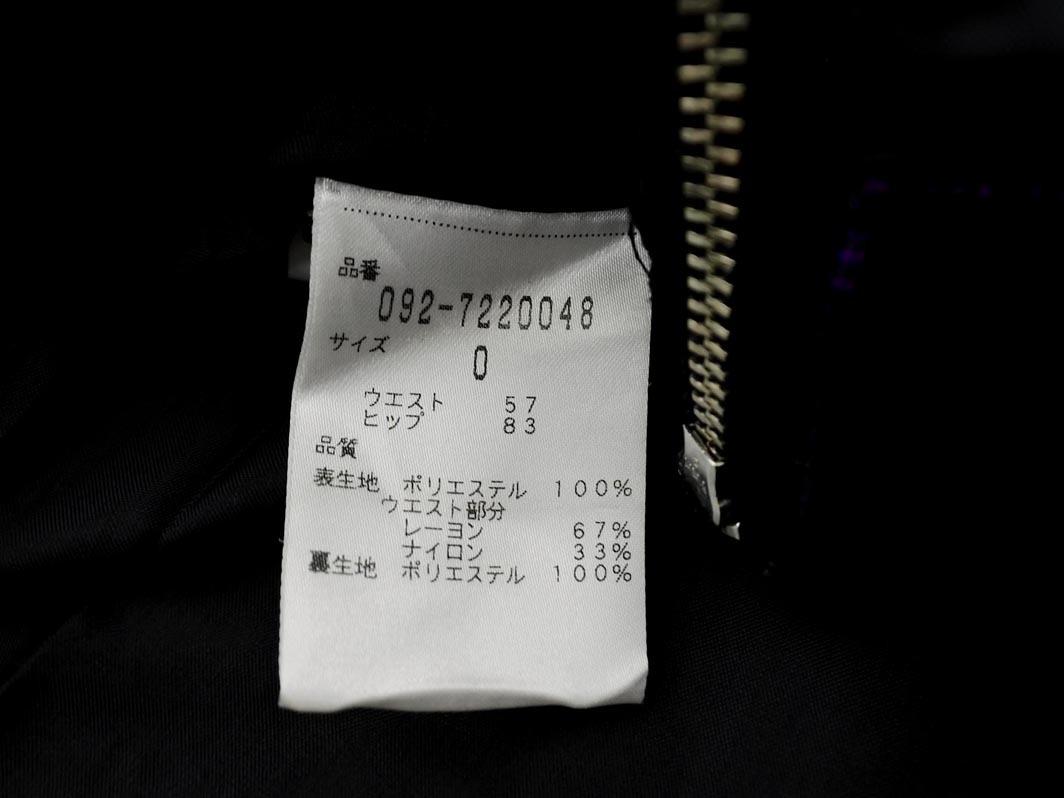 品番
092-7220048
サイズ
0
ウエスト 57
ヒップ 83
品質
表生地 ポリエステル 100%
ウエスト部分
レーヨン 67%
ナイロン 33%
裏生地 ポリエステル 100%